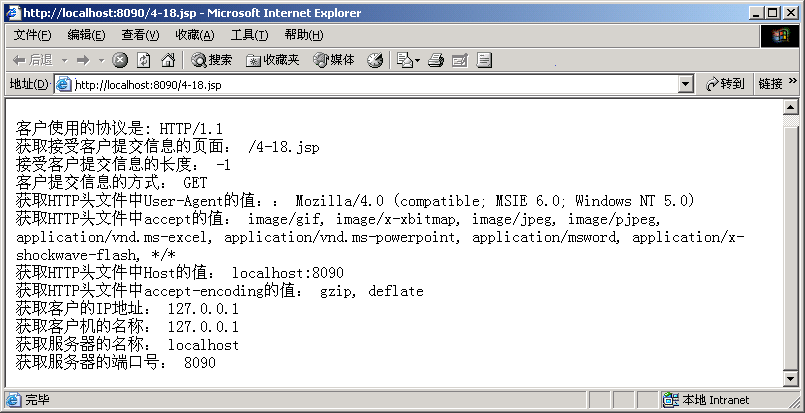 http://localhost:8090/4-18.jsp - Microsoft Internet Explorer
文件(F) 编辑(E) 查看(V) 收藏(A) 工具(T) 帮助(H)
后退 搜索 收藏夹 媒体
地址(D) http://localhost:8090/4-18.jsp 转到 链接 »
客户使用的协议是: HTTP/1.1
获取接受客户提交信息的页面: /4-18.jsp
接受客户提交信息的长度: -1
客户提交信息的方式: GET
获取HTTP头文件中User-Agent的值:: Mozilla/4.0 (compatible; MSIE 6.0; Windows NT 5.0)
获取HTTP头文件中accept的值: image/gif, image/x-xbitmap, image/jpeg, image/pjpeg,
application/vnd.ms-excel, application/vnd.ms-powerpoint, application/msword, application/x-
shockwave-flash, */*
获取HTTP头文件中Host的值: localhost:8090
获取HTTP头文件中accept-encoding的值: gzip, deflate
获取客户的IP地址: 127.0.0.1
获取客户机的名称: 127.0.0.1
获取服务器的名称: localhost
获取服务器的端口号: 8090
完毕 本地 Intranet